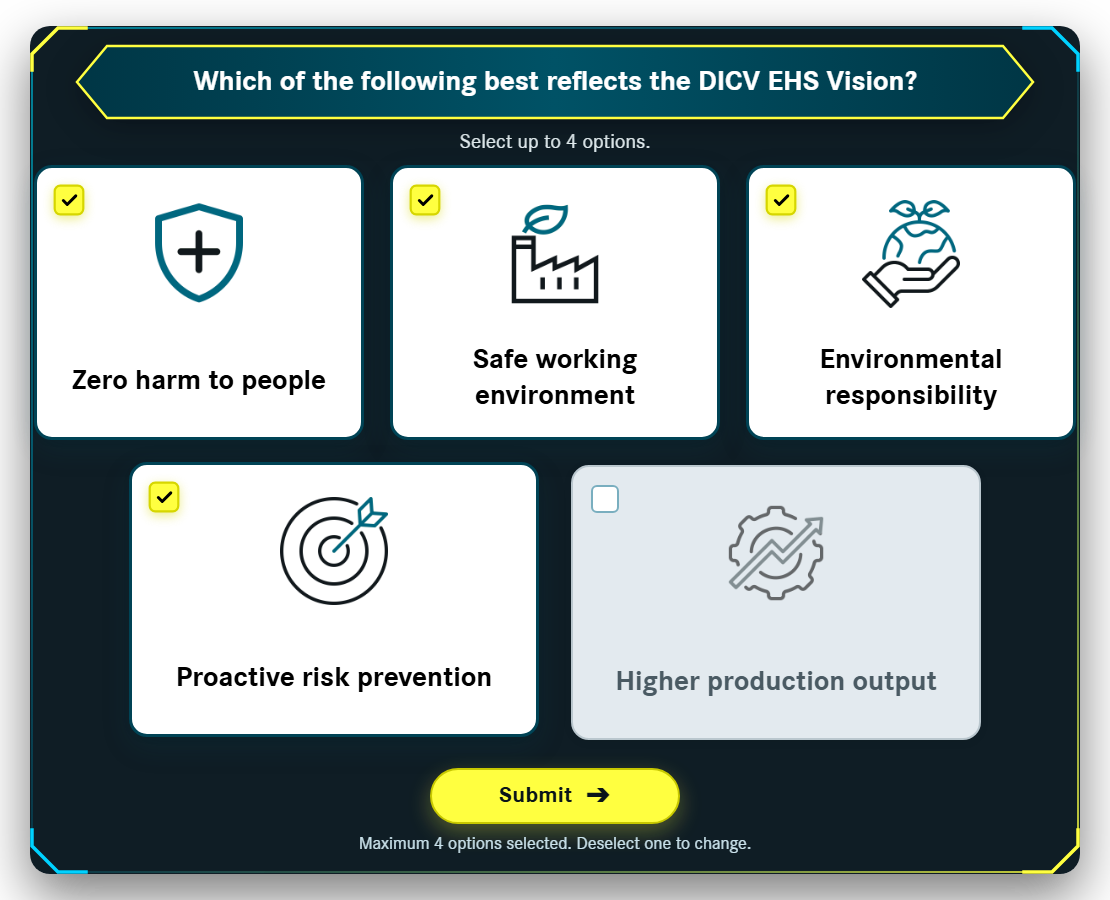 Which of the following best reflects the DICV EHS Vision?
Select up to 4 options.
Zero harm to people
Safe working
environment
Environmental
responsibility
Proactive risk prevention
Higher production output
Submit ➔
Maximum 4 options selected. Deselect one to change.